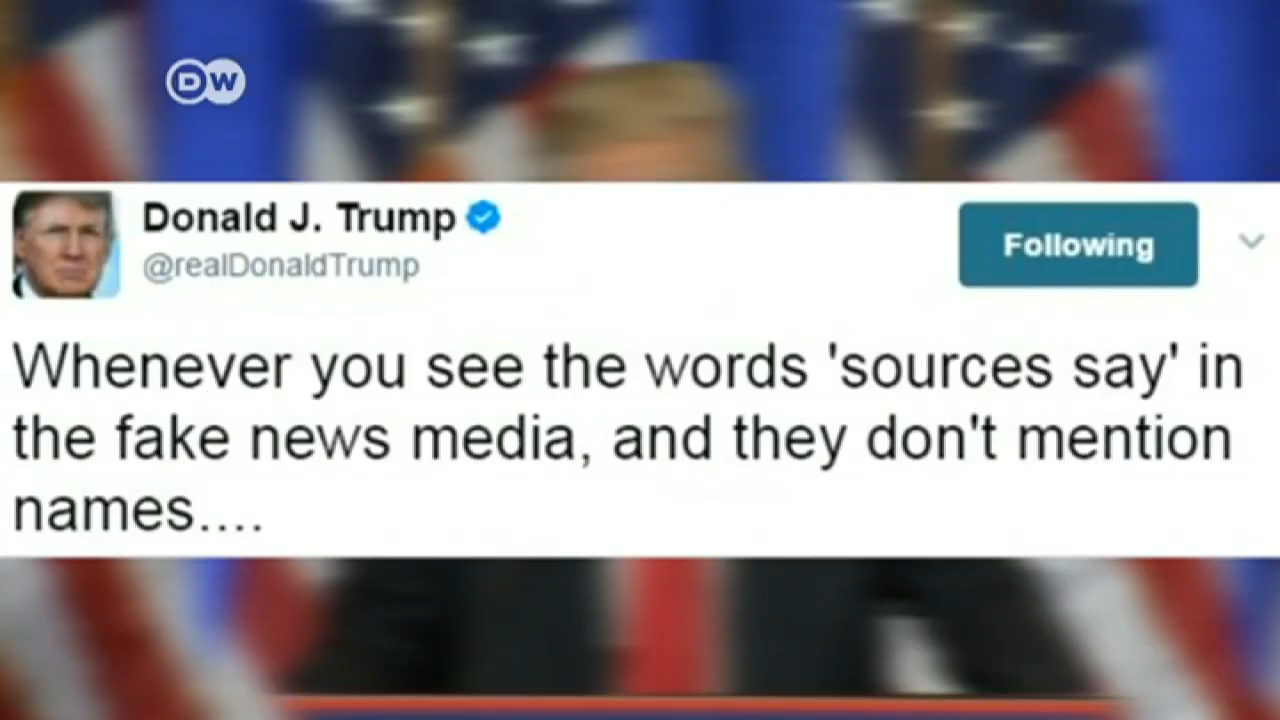 DW
Donald J. Trump
@realDonaldTrump
Following
Whenever you see the words 'sources say' in
the fake news media, and they don't mention
names....